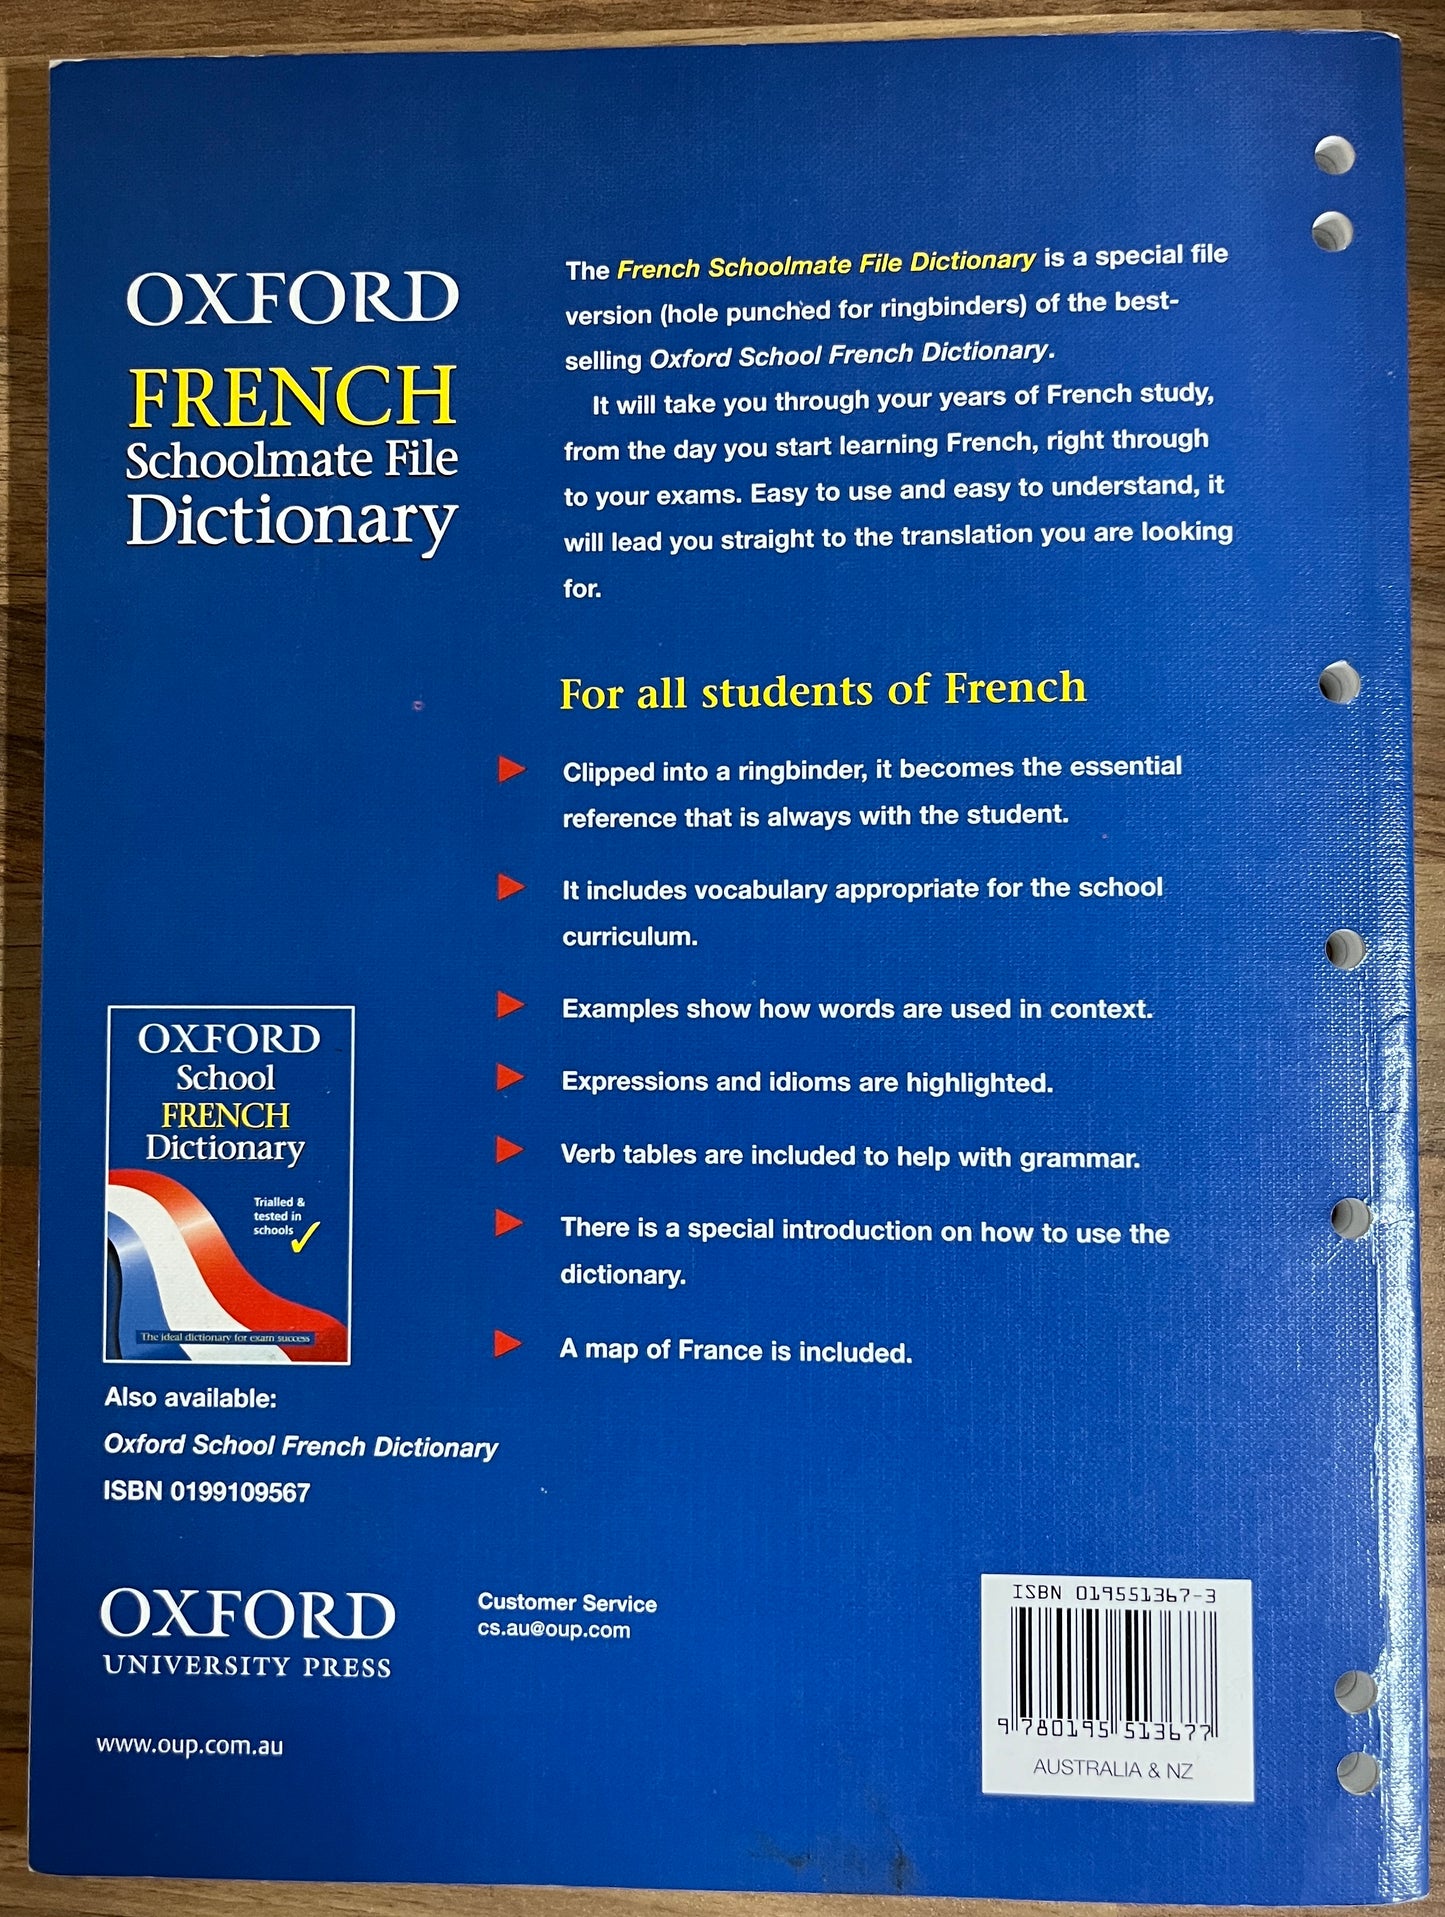 OXFORD
FRENCH
Schoolmate File
Dictionary
The French Schoolmate File Dictionary is a special file
version (hole punched for ringbinders) of the best-
selling Oxford School French Dictionary.
It will take you through your years of French study,
from the day you start learning French, right through
to your exams. Easy to use and easy to understand, it
will lead you straight to the translation you are looking
for.
For all students of French
Clipped into a ringbinder, it becomes the essential
reference that is always with the student.
It includes vocabulary appropriate for the school
curriculum.
Examples show how words are used in context.
Expressions and idioms are highlighted.
Verb tables are included to help with grammar.
There is a special introduction on how to use the
dictionary.
A map of France is included.
OXFORD
School
FRENCH
Dictionary
Trialled &
tested in
schools
The ideal dictionary for exam success
Also available:
Oxford School French Dictionary
ISBN 0199109567
OXFORD
UNIVERSITY PRESS
www.oup.com.au
Customer Service
cs.au@oup.com
ISBN 019551367-3
9 780195 513677
AUSTRALIA & NZ